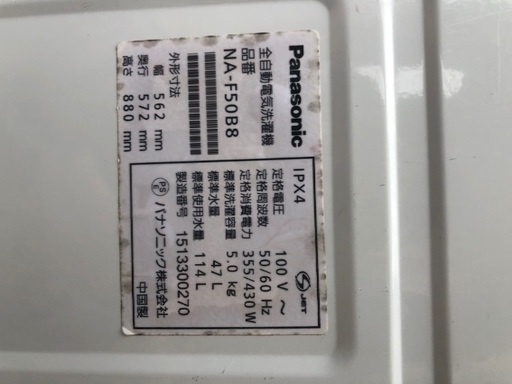 Panasonic
全自動電気洗濯機
品番
NA-F50B8
外形寸法
幅 562 mm
奥行 572 mm
高さ 880 mm
IPX4
定格電圧 100 V ~
定格周波数 50/60 Hz
定格消費電力 355/430 W
標準洗濯容量 5.0 kg
標準水量 47 L
標準使用水量 114 L
製造番号 1513300270
PS E パナソニック株式会社
JET
中国製